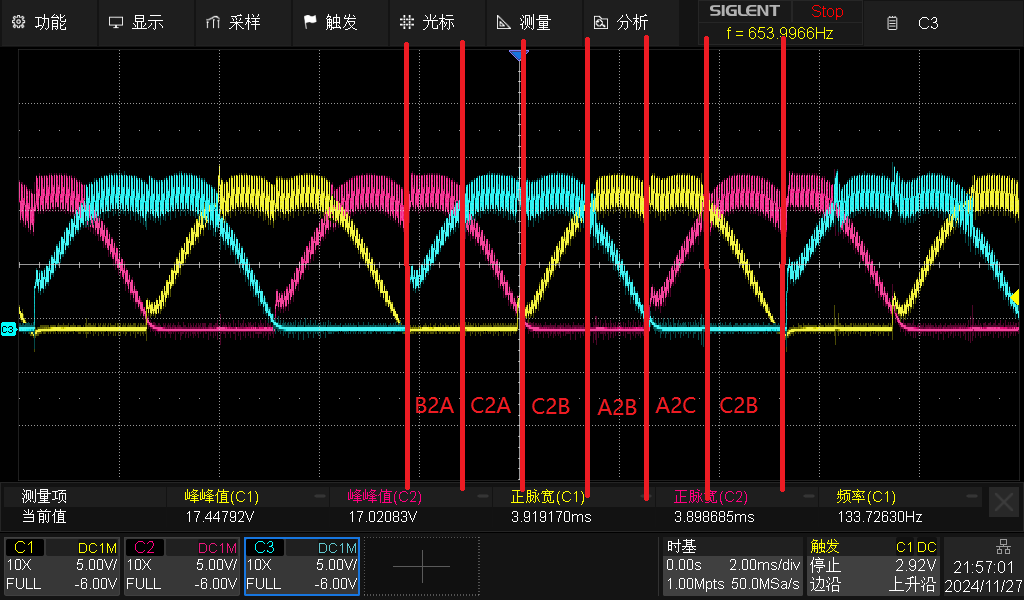 功能 显示 采样 触发 光标 测量 分析 SIGLENT Stop C3
f = 653.9966Hz
C3
B2A C2A C2B A2B A2C C2B
测量项 峰峰值(C1) 峰峰值(C2) 正脉宽(C1) 正脉宽(C2) 频率(C1)
当前值 17.44792V 17.02083V 3.919170ms 3.898685ms 133.72630Hz
C1 DC1M C2 DC1M C3 DC1M 时基 触发 C1 DC
10X 5.00V/ 10X 5.00V/ 10X 5.00V/ 0.00s 2.00ms/div 停止 2.92V 21:57:01
FULL -6.00V FULL -6.00V FULL -6.00V 1.00Mpts 50.0MSa/s 边沿 上升沿 2024/11/27